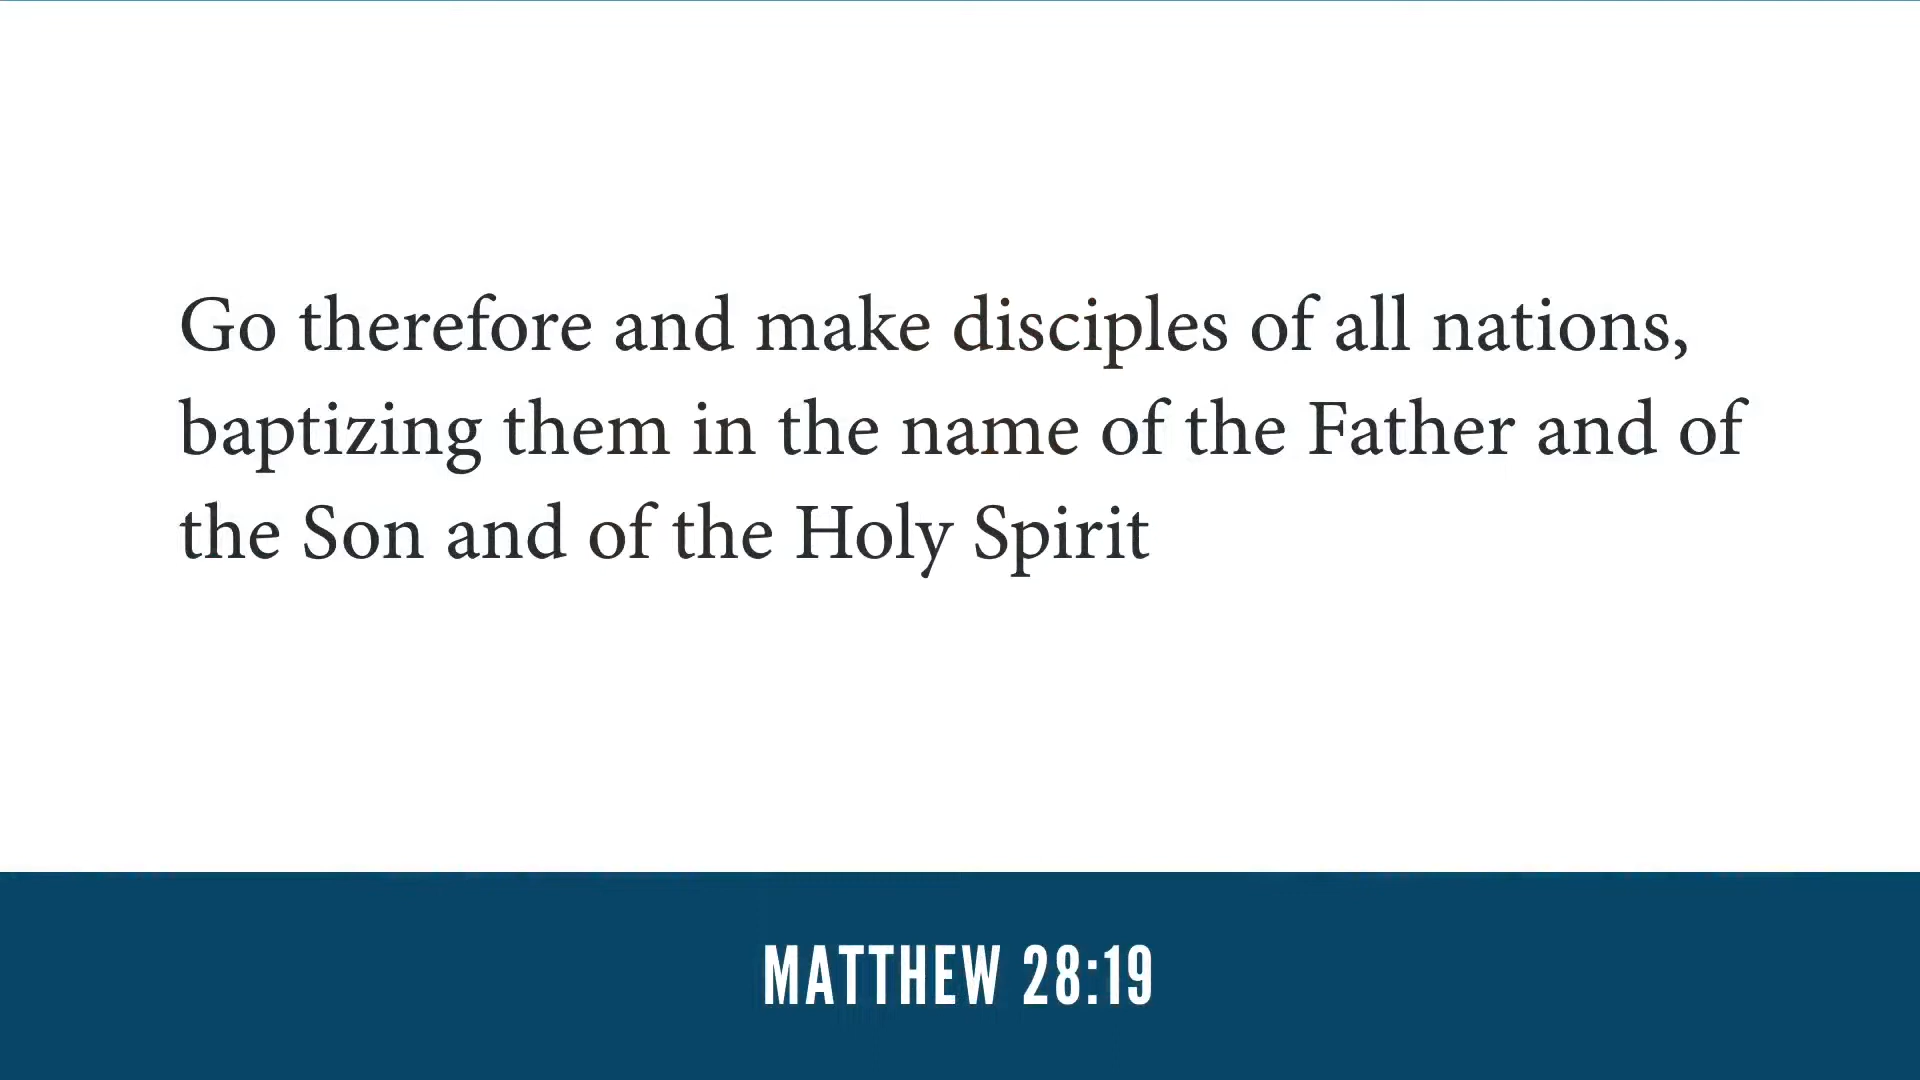 Go therefore and make disciples of all nations,
baptizing them in the name of the Father and of
the Son and of the Holy Spirit
MATTHEW 28:19